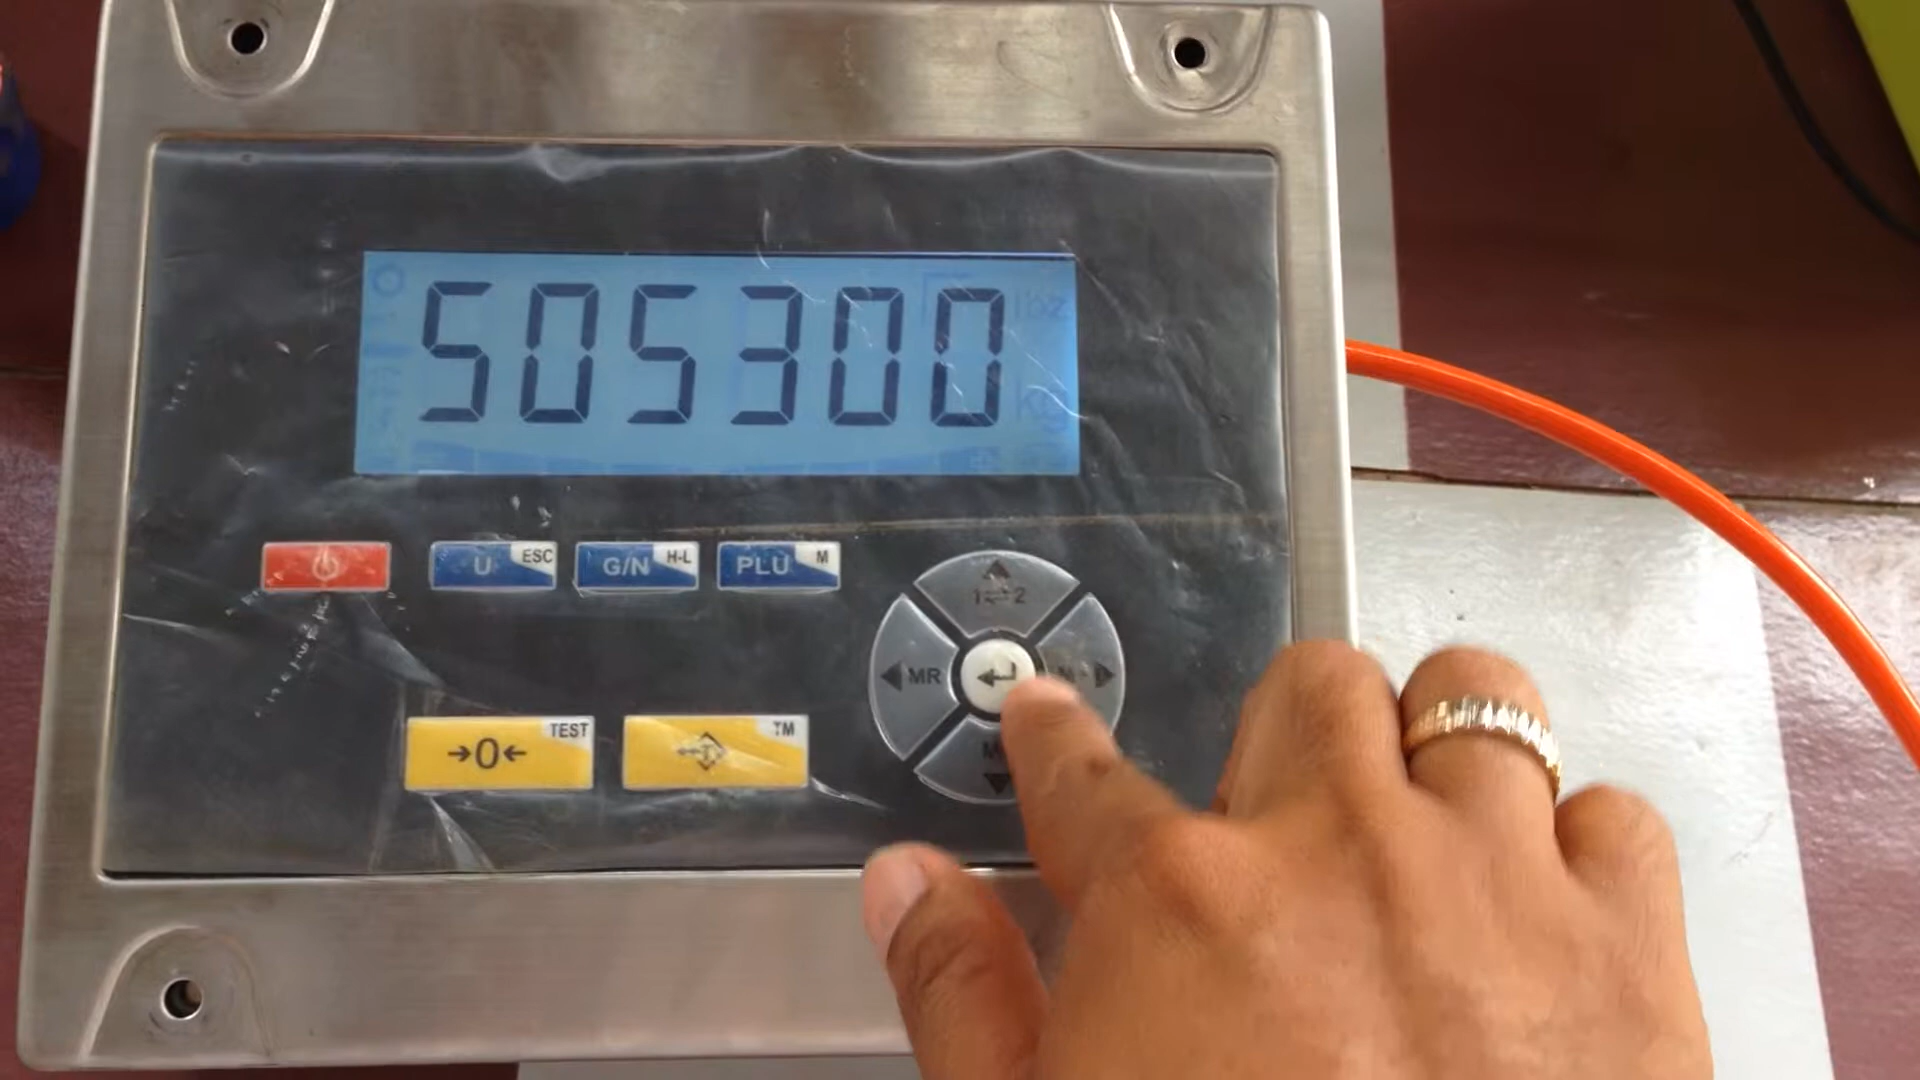 505300
U ESC
G/N H-L
PLU M
1⇌2
MR
→0← TEST
T TM